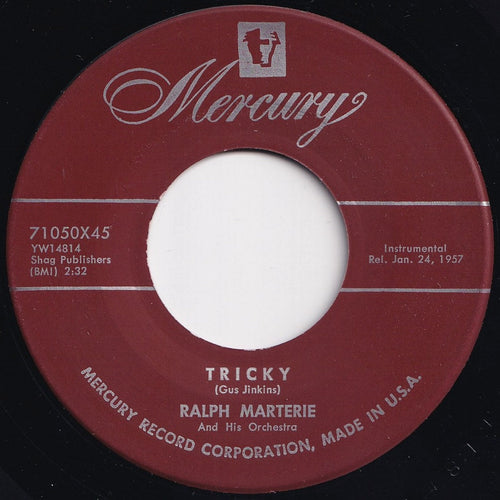 Mercury
71050X45
YW14814
Shag Publishers
(BMI) 2:32
Instrumental
Rel. Jan. 24, 1957
TRICKY
(Gus Jinkins)
RALPH MARTERIE
And His Orchestra
MERCURY RECORD CORPORATION, MADE IN U.S.A.